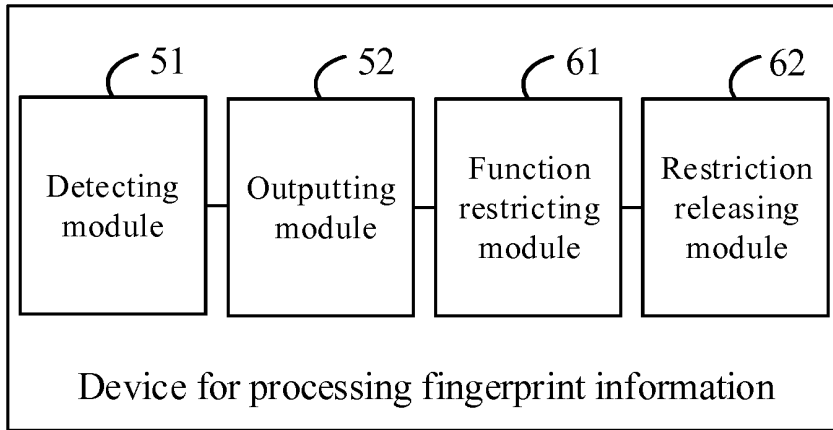 51
52
61
62
Detecting
module
Outputting
module
Function
restricting
module
Restriction
releasing
module
Device for processing fingerprint information